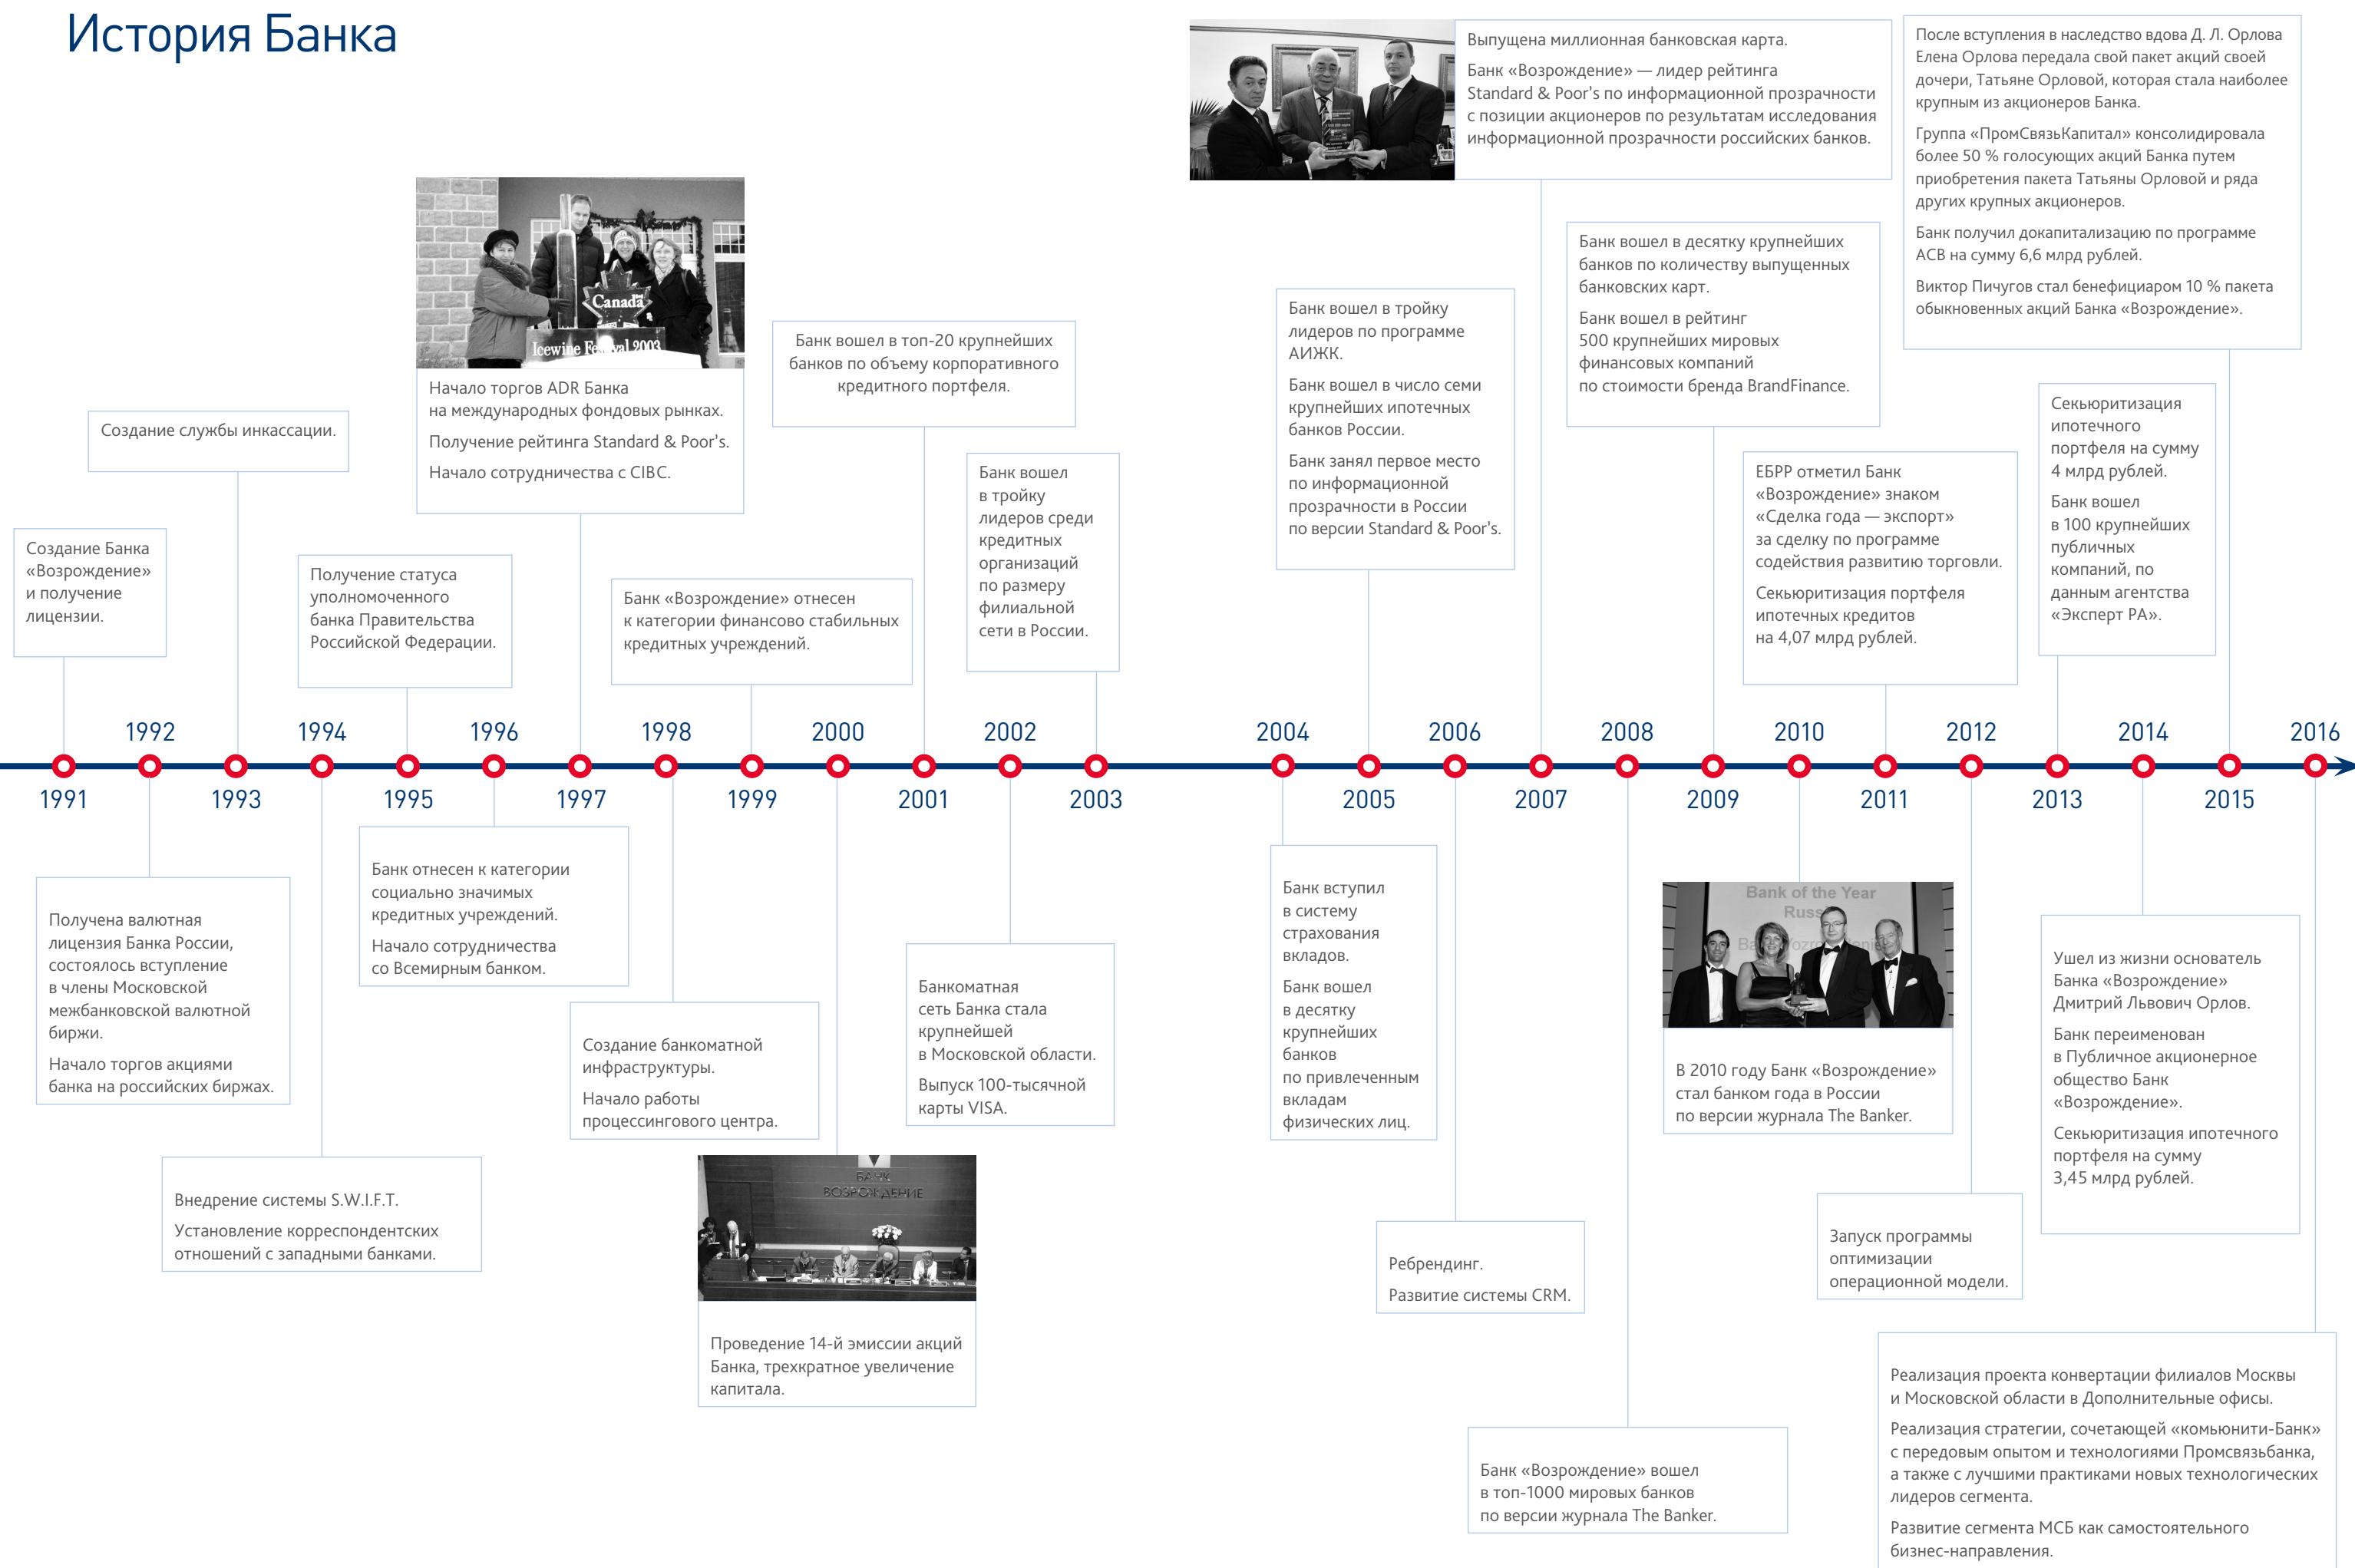 История Банка
Выпущена миллионная банковская карта.
Банк «Возрождение» — лидер рейтинга
Standard & Poor's по информационной прозрачности
с позиции акционеров по результатам исследования
информационной прозрачности российских банков.
После вступления в наследство вдова Д. Л. Орлова
Елена Орлова передала свой пакет акций своей
дочери, Татьяне Орловой, которая стала наиболее
крупным из акционеров Банка.
Группа «ПромСвязьКапитал» консолидировала
более 50 % голосующих акций Банка путем
приобретения пакета Татьяны Орловой и ряда
других крупных акционеров.
Банк получил докапитализацию по программе
АСВ на сумму 6,6 млрд рублей.
Виктор Пичугов стал бенефициаром 10 % пакета
обыкновенных акций Банка «Возрождение».
Canada
Icewine Festival 2003
Начало торгов ADR Банка
на международных фондовых рынках.
Получение рейтинга Standard & Poor's.
Начало сотрудничества с CIBC.
Банк вошел в топ-20 крупнейших
банков по объему корпоративного
кредитного портфеля.
Банк вошел в тройку
лидеров по программе
АИЖК.
Банк вошел в число семи
крупнейших ипотечных
банков России.
Банк занял первое место
по информационной
прозрачности в России
по версии Standard & Poor's.
Банк вошел в десятку крупнейших
банков по количеству выпущенных
банковских карт.
Банк вошел в рейтинг
500 крупнейших мировых
финансовых компаний
по стоимости бренда BrandFinance.
Создание службы инкассации.
Банк вошел
в тройку
лидеров среди
кредитных
организаций
по размеру
филиальной
сети в России.
ЕБРР отметил Банк
«Возрождение» знаком
«Сделка года — экспорт»
за сделку по программе
содействия развитию торговли.
Секьюритизация портфеля
ипотечных кредитов
на 4,07 млрд рублей.
Секьюритизация
ипотечного
портфеля на сумму
4 млрд рублей.
Банк вошел
в 100 крупнейших
публичных
компаний, по
данным агентства
«Эксперт РА».
Создание Банка
«Возрождение»
и получение
лицензии.
Получение статуса
уполномоченного
банка Правительства
Российской Федерации.
Банк «Возрождение» отнесен
к категории финансово стабильных
кредитных учреждений.
1992 1994 1996 1998 2000 2002 2004 2006 2008 2010 2012 2014 2016
1991 1993 1995 1997 1999 2001 2003 2005 2007 2009 2011 2013 2015
Получена валютная
лицензия Банка России,
состоялось вступление
в члены Московской
межбанковской валютной
биржи.
Начало торгов акциями
банка на российских биржах.
Банк отнесен к категории
социально значимых
кредитных учреждений.
Начало сотрудничества
со Всемирным банком.
Создание банкоматной
инфраструктуры.
Начало работы
процессингового центра.
Банкоматная
сеть Банка стала
крупнейшей
в Московской области.
Выпуск 100-тысячной
карты VISA.
Банк вступил
в систему
страхования
вкладов.
Банк вошел
в десятку
крупнейших
банков
по привлеченным
вкладам
физических лиц.
Bank of the Year
В 2010 году Банк «Возрождение»
стал банком года в России
по версии журнала The Banker.
Ушел из жизни основатель
Банка «Возрождение»
Дмитрий Львович Орлов.
Банк переименован
в Публичное акционерное
общество Банк
«Возрождение».
Секьюритизация ипотечного
портфеля на сумму
3,45 млрд рублей.
Внедрение системы S.W.I.F.T.
Установление корреспондентских
отношений с западными банками.
БАНК
ВОЗРОЖДЕНИЕ
Проведение 14-й эмиссии акций
Банка, трехкратное увеличение
капитала.
Ребрендинг.
Развитие системы CRM.
Запуск программы
оптимизации
операционной модели.
Банк «Возрождение» вошел
в топ-1000 мировых банков
по версии журнала The Banker.
Реализация проекта конвертации филиалов Москвы
и Московской области в Дополнительные офисы.
Реализация стратегии, сочетающей «комьюнити-Банк»
с передовым опытом и технологиями Промсвязьбанка,
а также с лучшими практиками новых технологических
лидеров сегмента.
Развитие сегмента МСБ как самостоятельного
бизнес-направления.